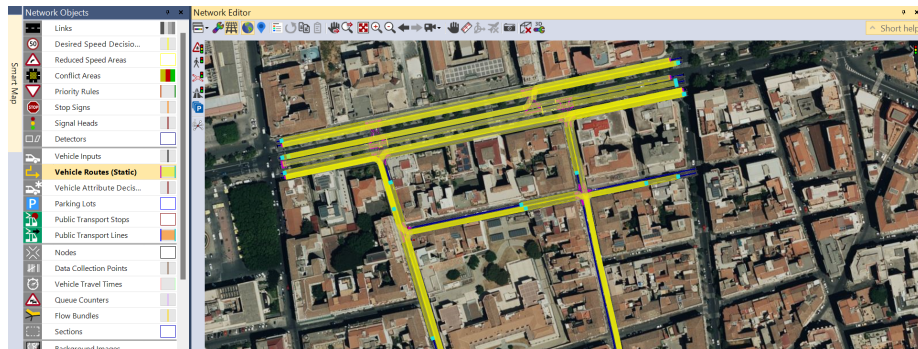 Network Objects
Network Editor
Short help
Smart Map
Links
50
Desired Speed Decisio...
Reduced Speed Areas
Conflict Areas
Priority Rules
STOP
Stop Signs
Signal Heads
Detectors
Vehicle Inputs
Vehicle Routes (Static)
Vehicle Attribute Decis...
P
Parking Lots
Public Transport Stops
Public Transport Lines
Nodes
Data Collection Points
Vehicle Travel Times
Queue Counters
Flow Bundles
Sections
Background Images